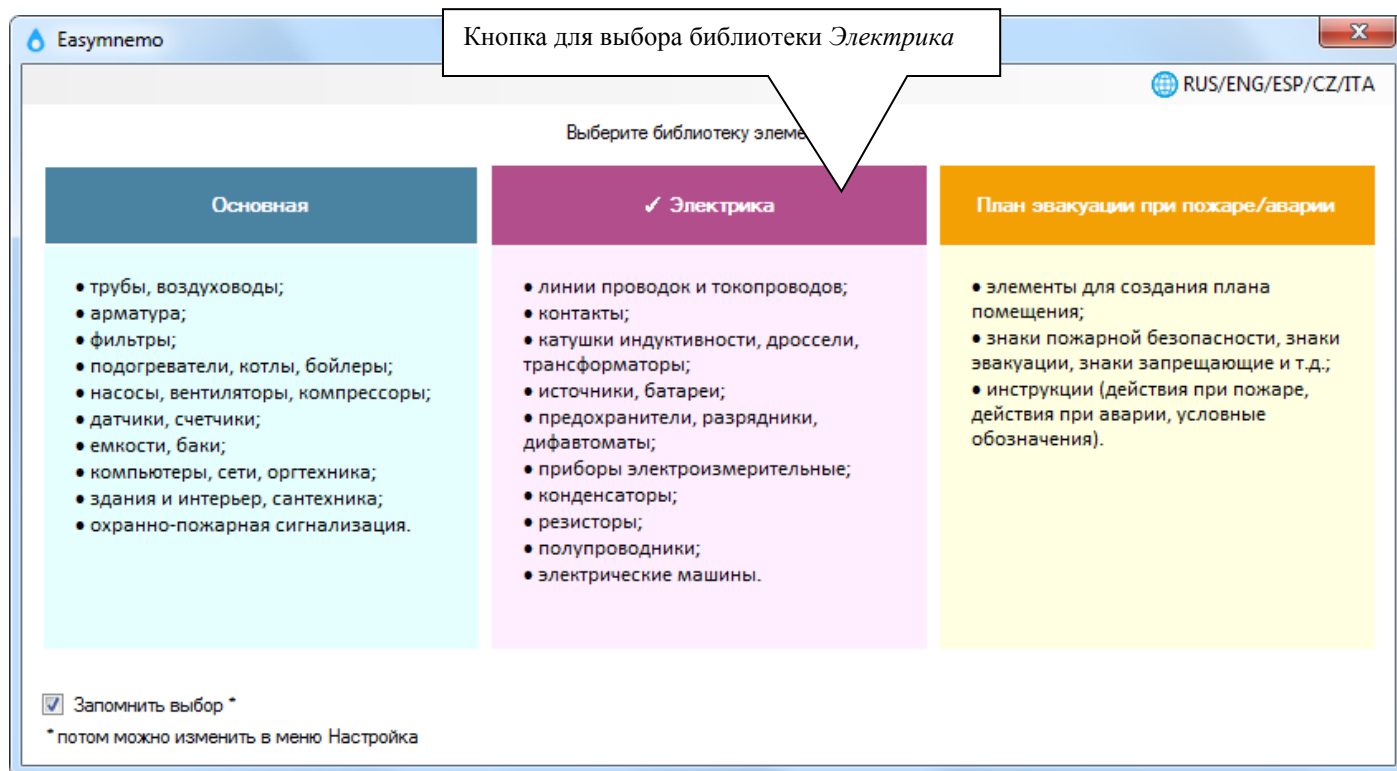 Easymnemo
Кнопка для выбора библиотеки Электрика
RUS/ENG/ESP/CZ/ITA
Выберите библиотеку элеме
Основная
✓ Электрика
План эвакуации при пожаре/аварии
● трубы, воздуховоды;
● арматура;
● фильтры;
● подогреватели, котлы, бойлеры;
● насосы, вентиляторы, компрессоры;
● датчики, счетчики;
● емкости, баки;
● компьютеры, сети, оргтехника;
● здания и интерьер, сантехника;
● охранно-пожарная сигнализация.
● линии проводок и токопроводов;
● контакты;
● катушки индуктивности, дроссели,
трансформаторы;
● источники, батареи;
● предохранители, разрядники,
дифавтоматы;
● приборы электроизмерительные;
● конденсаторы;
● резисторы;
● полупроводники;
● электрические машины.
● элементы для создания плана
помещения;
● знаки пожарной безопасности, знаки
эвакуации, знаки запрещающие и т.д.;
● инструкции (действия при пожаре,
действия при аварии, условные
обозначения).
Запомнить выбор *
* потом можно изменить в меню Настройка